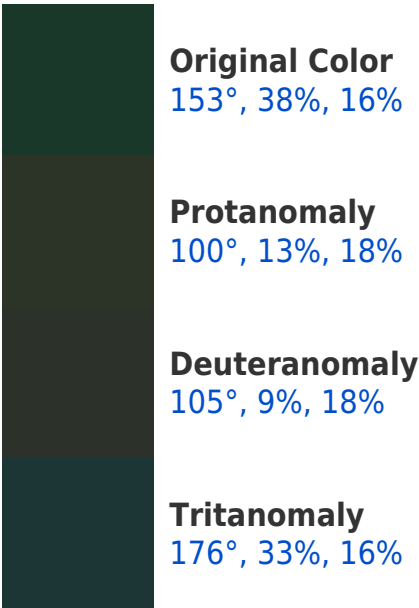 Original Color
153°, 38%, 16%
Protanomaly
100°, 13%, 18%
Deuteranomaly
105°, 9%, 18%
Tritanomaly
176°, 33%, 16%